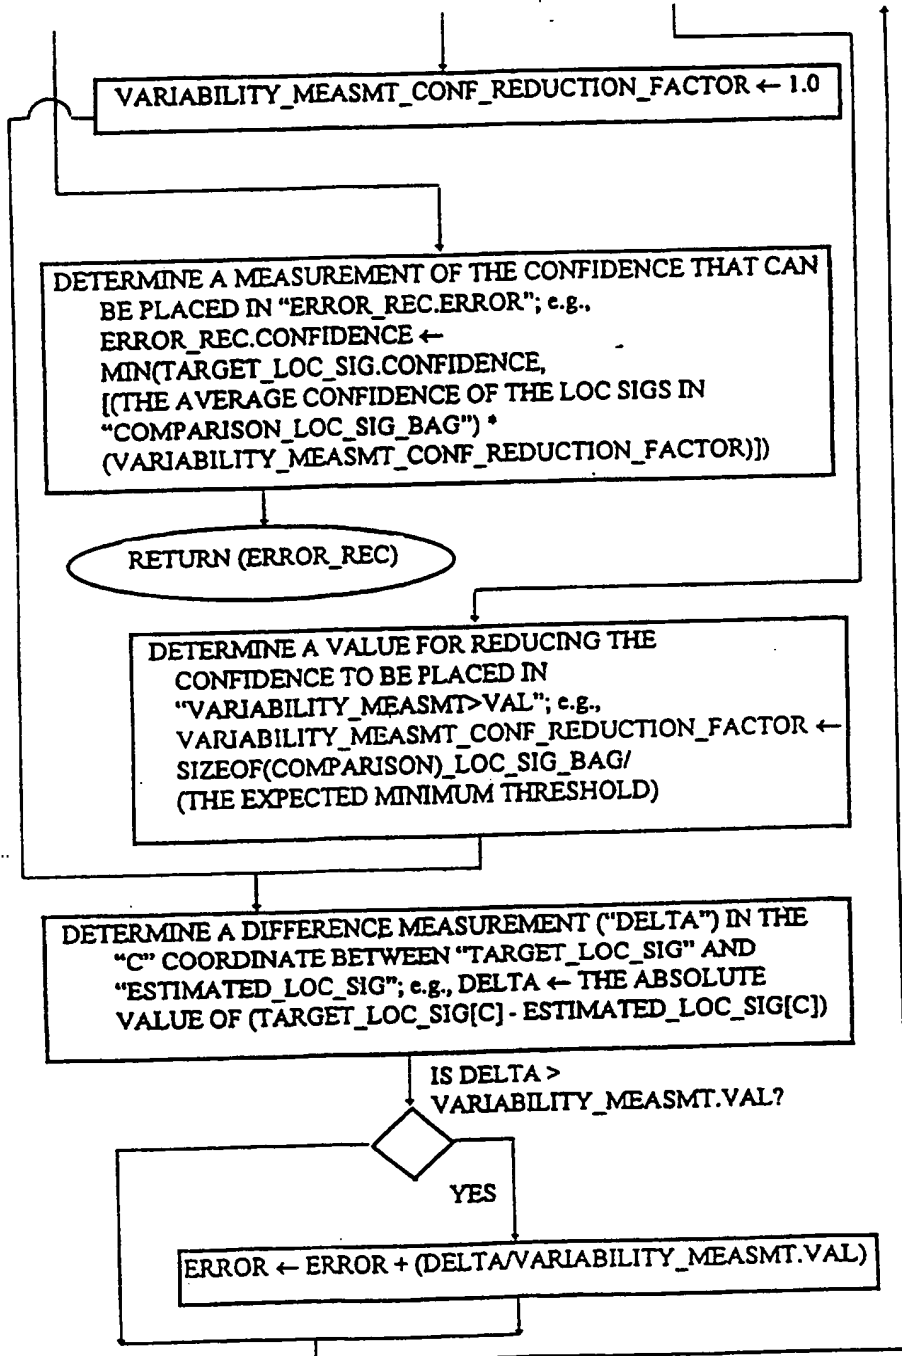 VARIABILITY_MEASMT_CONF_REDUCTION_FACTOR ← 1.0
DETERMINE A MEASUREMENT OF THE CONFIDENCE THAT CAN
BE PLACED IN “ERROR_REC.ERROR”; e.g.,
ERROR_REC.CONFIDENCE ←
MIN(TARGET_LOC_SIG.CONFIDENCE,
[(THE AVERAGE CONFIDENCE OF THE LOC SIGS IN
“COMPARISON_LOC_SIG_BAG”) *
(VARIABILITY_MEASMT_CONF_REDUCTION_FACTOR)])
RETURN (ERROR_REC)
DETERMINE A VALUE FOR REDUCING THE
CONFIDENCE TO BE PLACED IN
“VARIABILITY_MEASMT>VAL”; e.g.,
VARIABILITY_MEASMT_CONF_REDUCTION_FACTOR ←
SIZEOF(COMPARISON)_LOC_SIG_BAG/
(THE EXPECTED MINIMUM THRESHOLD)
DETERMINE A DIFFERENCE MEASUREMENT ("DELTA") IN THE
“C” COORDINATE BETWEEN “TARGET_LOC_SIG” AND
“ESTIMATED_LOC_SIG”; e.g., DELTA ← THE ABSOLUTE
VALUE OF (TARGET_LOC_SIG[C] - ESTIMATED_LOC_SIG[C])
IS DELTA >
VARIABILITY_MEASMT.VAL?
YES
ERROR ← ERROR + (DELTA/VARIABILITY_MEASMT.VAL)